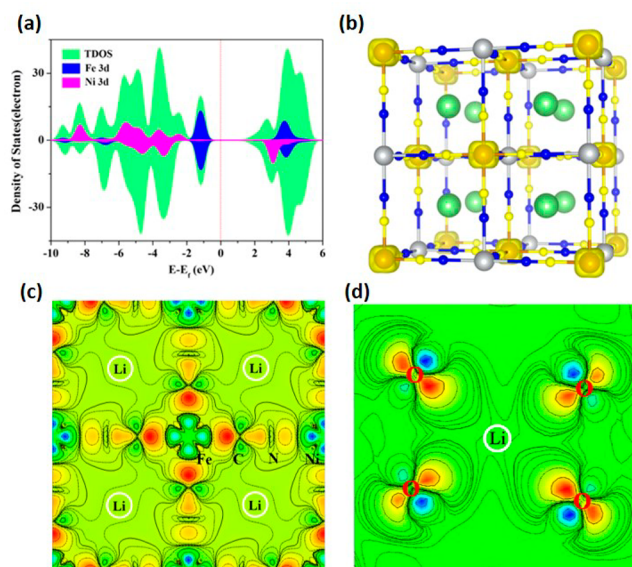 (a)
(b)
TDOS
Fe 3d
Ni 3d
Density of States(electron)
30
0
-30
-10 -8 -6 -4 -2 0 2 4 6
E-Ef (eV)
(c)
(d)
Li Li
Fe C N Ni
Li Li
O O
Li
O O